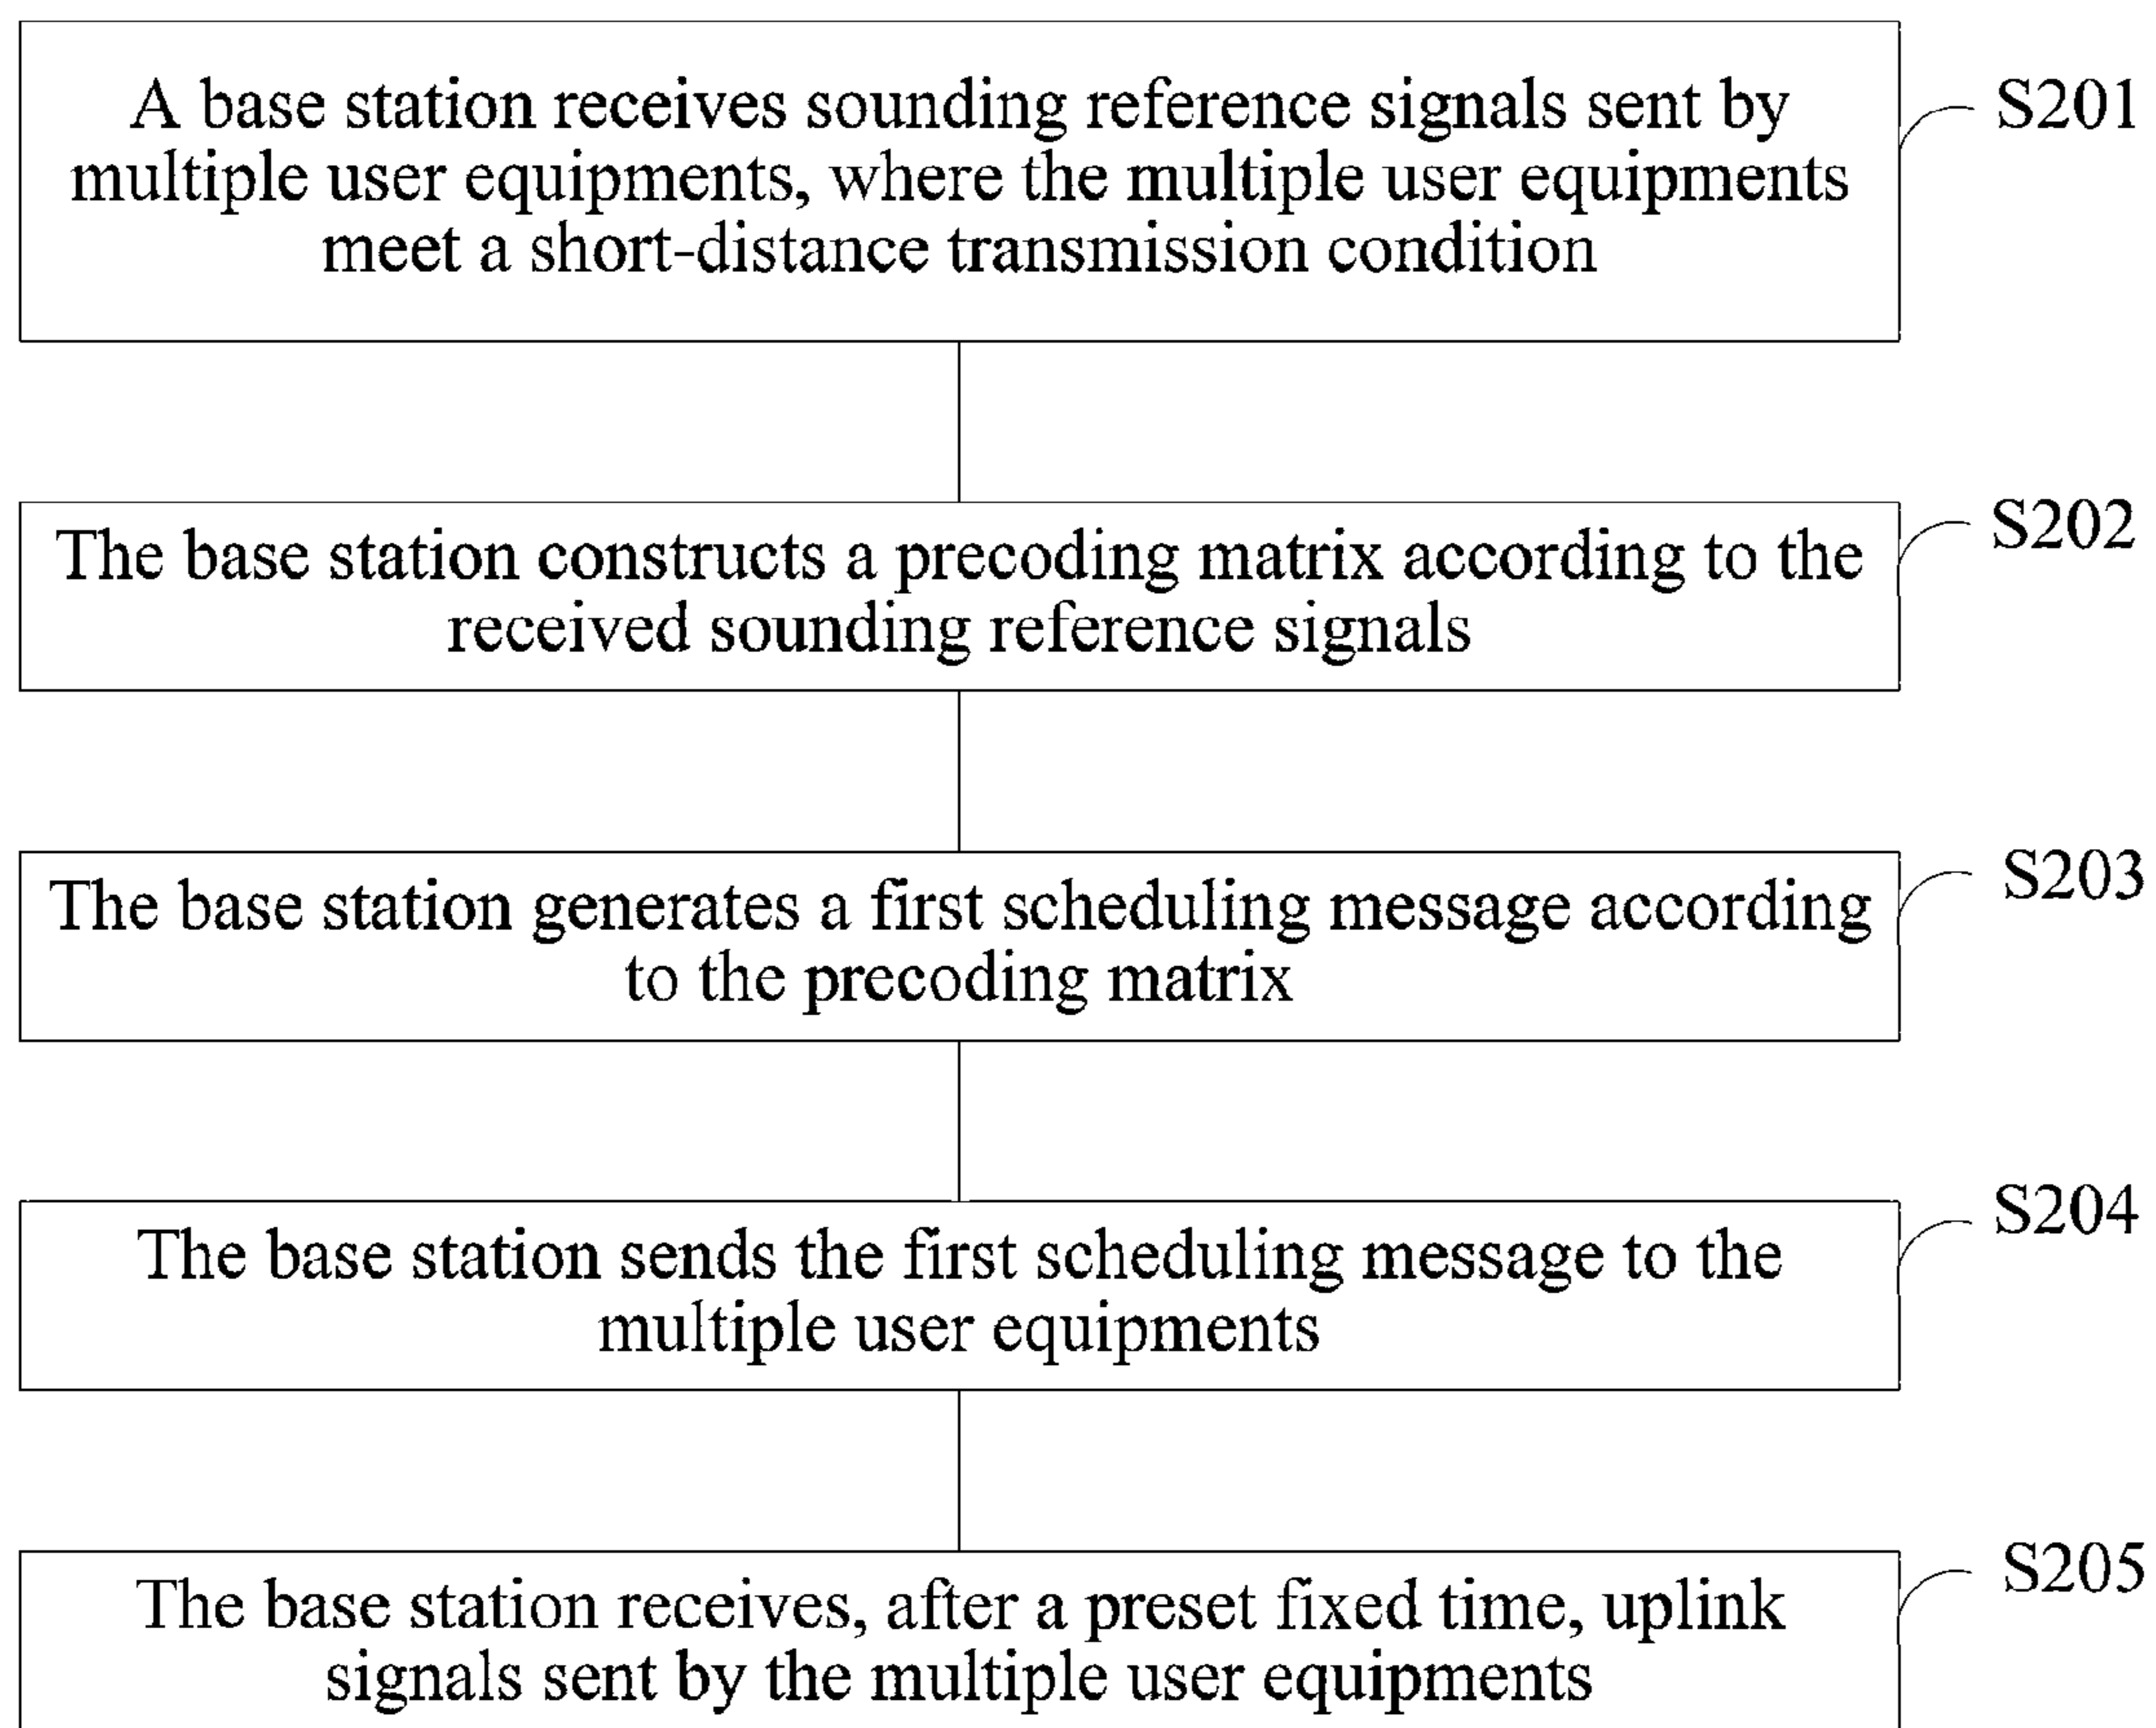 A base station receives sounding reference signals sent by
multiple user equipments, where the multiple user equipments
meet a short-distance transmission condition
S201
The base station constructs a precoding matrix according to the
received sounding reference signals
S202
The base station generates a first scheduling message according
to the precoding matrix
S203
The base station sends the first scheduling message to the
multiple user equipments
S204
The base station receives, after a preset fixed time, uplink
signals sent by the multiple user equipments
S205